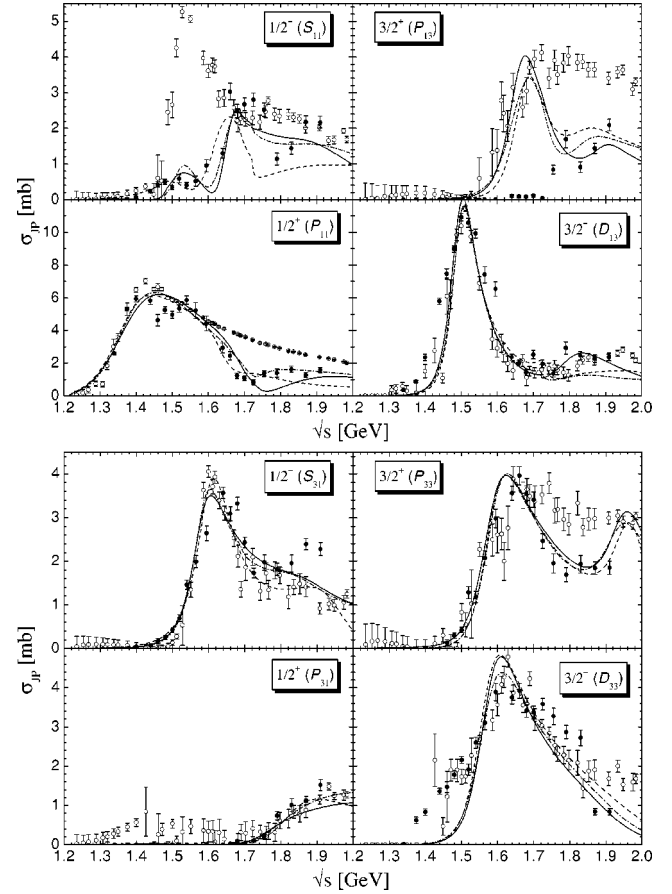 1/2⁻ (S₁₁)
3/2⁺ (P₁₃)
5
4
3
2
1
0
σJP [mb]
1/2⁺ (P₁₁)
3/2⁻ (D₁₃)
10
8
6
4
2
0
1.2 1.3 1.4 1.5 1.6 1.7 1.8 1.9 1.2 1.3 1.4 1.5 1.6 1.7 1.8 1.9 2.0
√s [GeV] √s [GeV]
1/2⁻ (S₃₁)
3/2⁺ (P₃₃)
4
3
2
1
0
σJP [mb]
1/2⁺ (P₃₁)
3/2⁻ (D₃₃)
4
3
2
1
0
1.2 1.3 1.4 1.5 1.6 1.7 1.8 1.9 1.2 1.3 1.4 1.5 1.6 1.7 1.8 1.9 2.0
√s [GeV] √s [GeV]